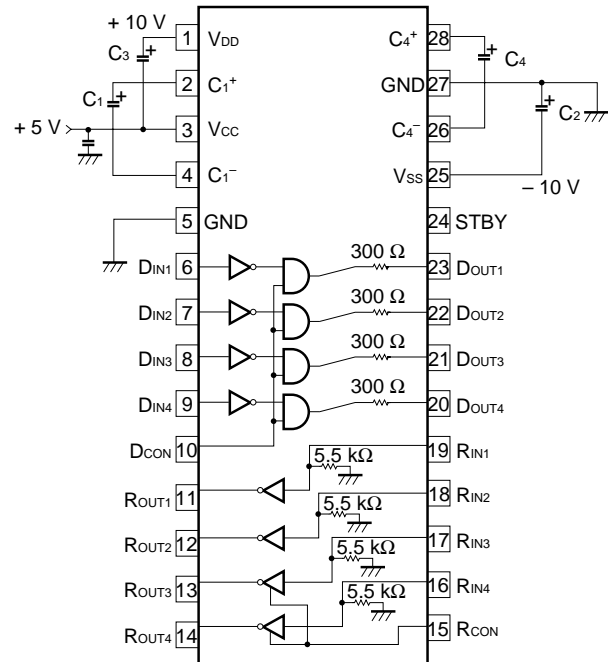 + 10 V
1 VDD
C3
C4+ 28
C4
2 C1+
GND 27
C1
C2
+ 5 V
3 VCC
C4− 26
4 C1−
VSS 25
− 10 V
5 GND
24 STBY
300 Ω
DIN1 6
23 DOUT1
300 Ω
DIN2 7
22 DOUT2
300 Ω
DIN3 8
21 DOUT3
300 Ω
DIN4 9
20 DOUT4
DCON 10
19 RIN1
5.5 kΩ
ROUT1 11
18 RIN2
5.5 kΩ
ROUT2 12
17 RIN3
5.5 kΩ
ROUT3 13
16 RIN4
5.5 kΩ
ROUT4 14
15 RCON